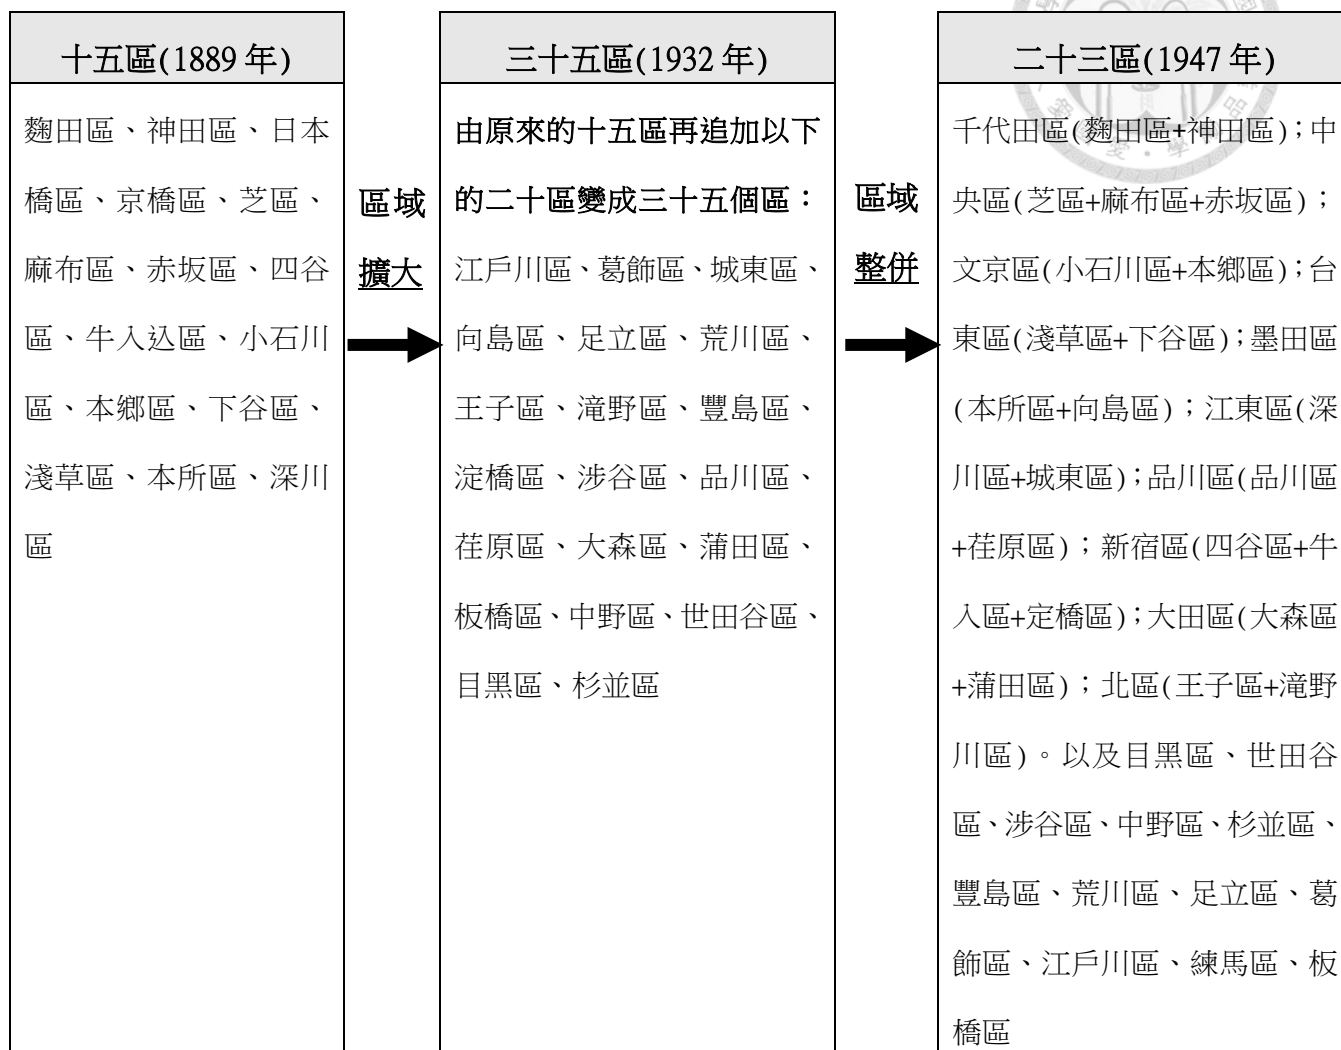 十五區(1889 年)
麴田區、神田區、日本
橋區、京橋區、芝區、
麻布區、赤坂區、四谷
區、牛入込區、小石川
區、本鄉區、下谷區、
淺草區、本所區、深川
區
區域
擴大
三十五區(1932 年)
由原來的十五區再追加以下
的二十區變成三十五個區：
江戶川區、葛飾區、城東區、
向島區、足立區、荒川區、
王子區、滝野區、豐島區、
淀橋區、涉谷區、品川區、
荏原區、大森區、蒲田區、
板橋區、中野區、世田谷區、
目黑區、杉並區
區域
整併
二十三區(1947 年)
千代田區(麴田區+神田區)；中
央區(芝區+麻布區+赤坂區)；
文京區(小石川區+本鄉區)；台
東區(淺草區+下谷區)；墨田區
(本所區+向島區)；江東區(深
川區+城東區)；品川區(品川區
+荏原區)；新宿區(四谷區+牛
入區+定橋區)；大田區(大森區
+蒲田區)；北區(王子區+滝野
川區)。以及目黑區、世田谷
區、涉谷區、中野區、杉並區、
豐島區、荒川區、足立區、葛
飾區、江戶川區、練馬區、板
橋區